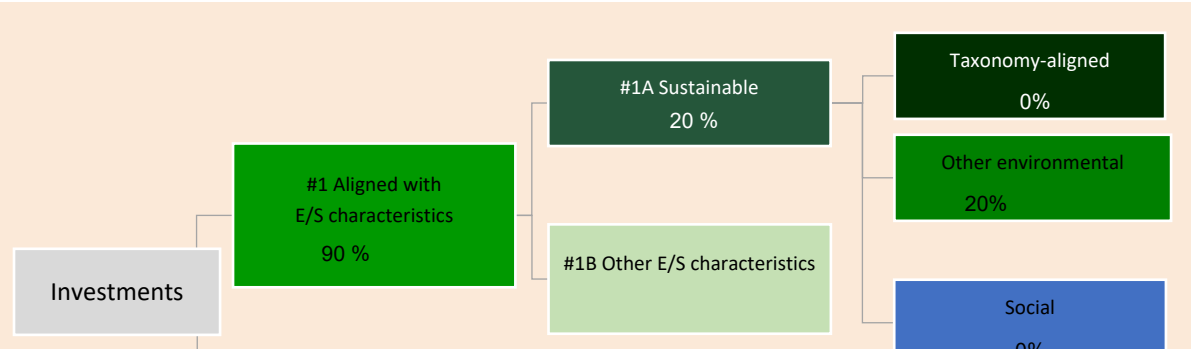 Investments
#1 Aligned with
E/S characteristics
90 %
#1A Sustainable
20 %
#1B Other E/S characteristics
Taxonomy-aligned
0%
Other environmental
20%
Social
0%